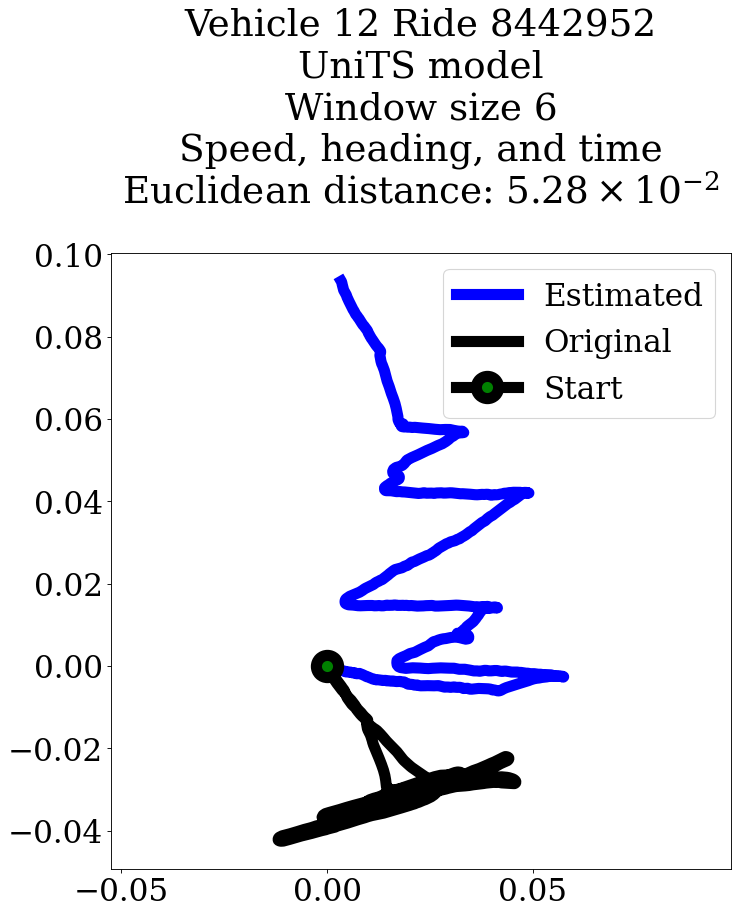 Vehicle 12 Ride 8442952
UniTS model
Window size 6
Speed, heading, and time
Euclidean distance: 5.28 × 10⁻²
0.10
Estimated
Original
Start
0.08
0.06
0.04
0.02
0.00
−0.02
−0.04
−0.05 0.00 0.05